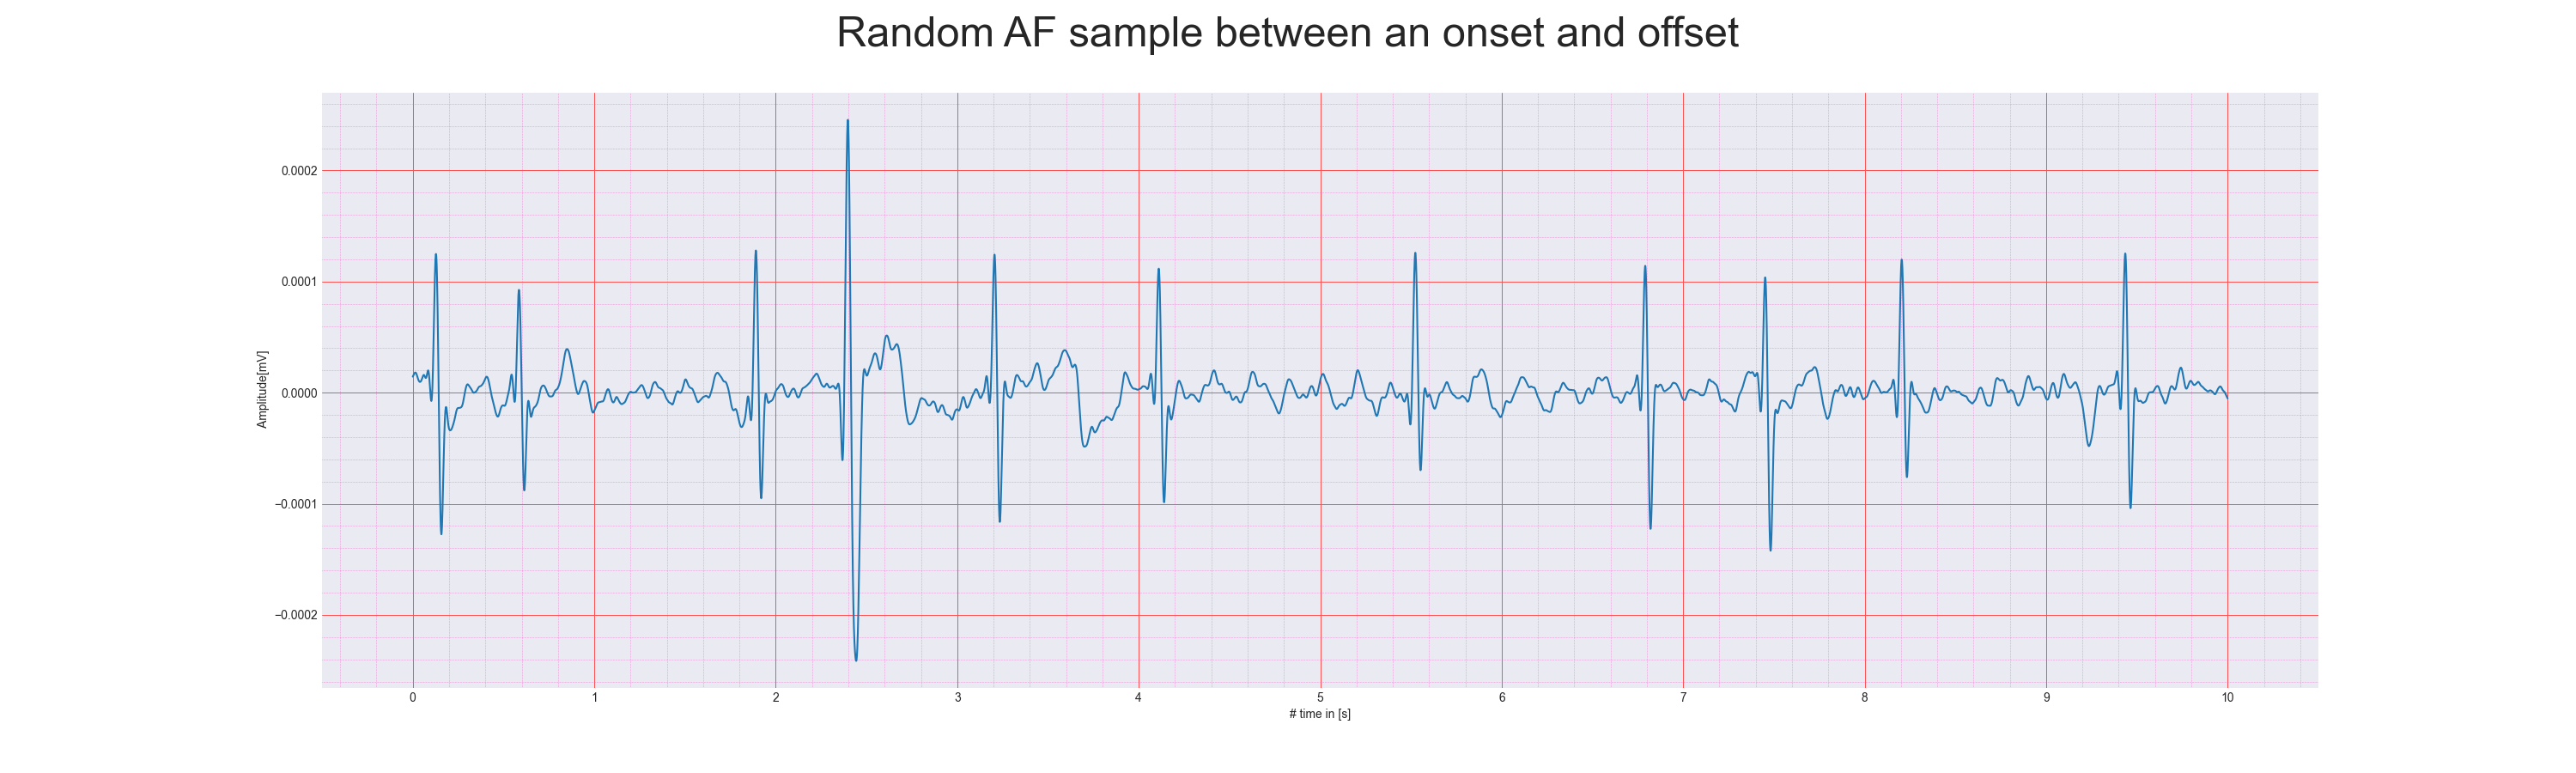 Random AF sample between an onset and offset
Amplitude[mV]
0.0002
0.0001
0.0000
−0.0001
−0.0002
0 1 2 3 4 5 6 7 8 9 10
# time in [s]